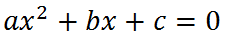 ax² + bx + c = 0